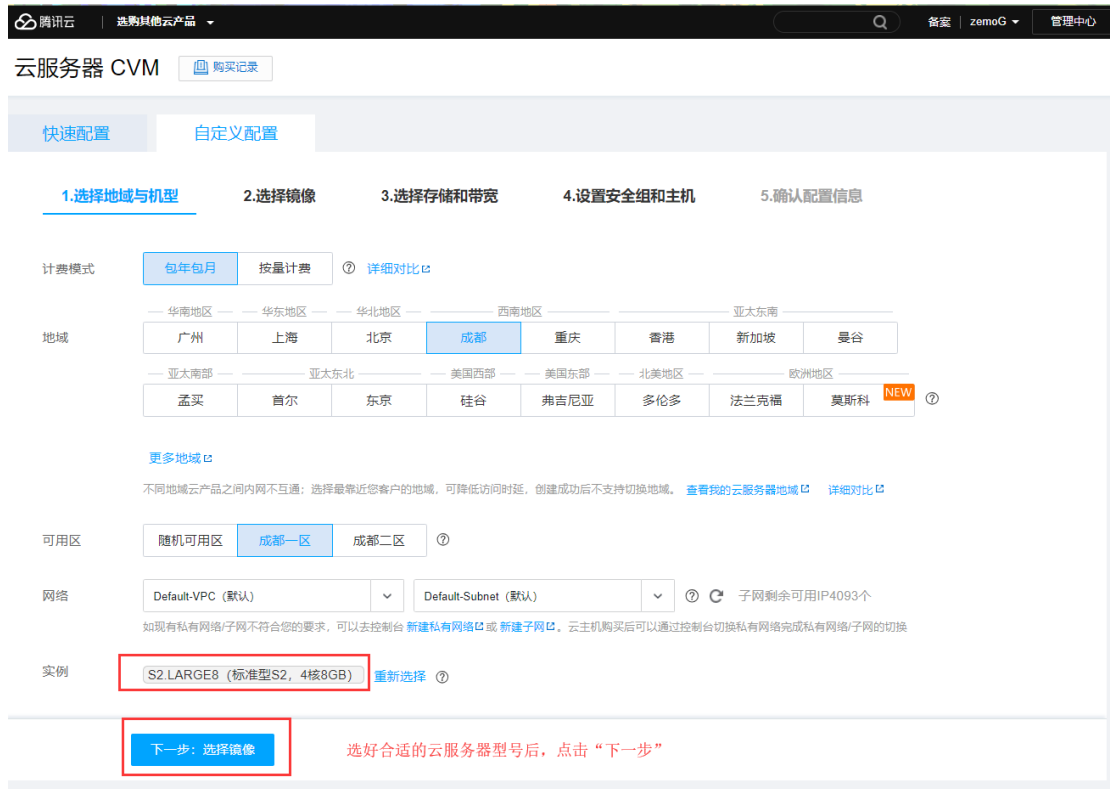 腾讯云 选购其他云产品 备案 zemoG 管理中心
云服务器 CVM 购买记录
快速配置 自定义配置
1.选择地域与机型 2.选择镜像 3.选择存储和带宽 4.设置安全组和主机 5.确认配置信息
计费模式 包年包月 按量计费 详细对比
华南地区 华东地区 华北地区 西南地区 亚太东南
地域 广州 上海 北京 成都 重庆 香港 新加坡 曼谷
亚太南部 亚太东北 美国西部 美国东部 北美地区 欧洲地区
孟买 首尔 东京 硅谷 弗吉尼亚 多伦多 法兰克福 莫斯科 NEW
更多地域
不同地域云产品之间内网不互通；选择最靠近您客户的地域，可降低访问时延，创建成功后不支持切换地域。 查看我的云服务器地域 详细对比
可用区 随机可用区 成都一区 成都二区
网络 Default-VPC（默认） Default-Subnet（默认） 子网剩余可用IP4093个
如现有私有网络/子网不符合您的要求，可以去控制台 新建私有网络 或 新建子网 。云主机购买后可以通过控制台切换私有网络完成私有网络/子网的切换
实例 S2.LARGE8（标准型S2，4核8GB） 重新选择
下一步：选择镜像 选好合适的云服务器型号后，点击“下一步”